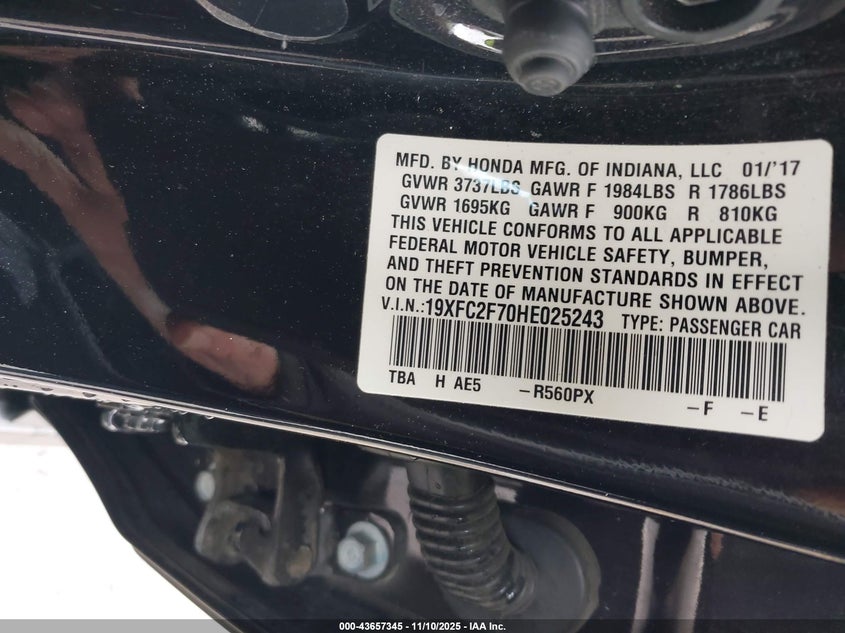 MFD. BY HONDA MFG. OF INDIANA, LLC 01/'17
GVWR 3737LBS GAWR F 1984LBS R 1786LBS
GVWR 1695KG GAWR F 900KG R 810KG
THIS VEHICLE CONFORMS TO ALL APPLICABLE
FEDERAL MOTOR VEHICLE SAFETY, BUMPER,
AND THEFT PREVENTION STANDARDS IN EFFECT
ON THE DATE OF MANUFACTURE SHOWN ABOVE.
V.I.N.:19XFC2F70HE025243 TYPE: PASSENGER CAR
TBA H AE5 –R560PX –F –E
000-43657345 — 11/10/2025 — IAA Inc.